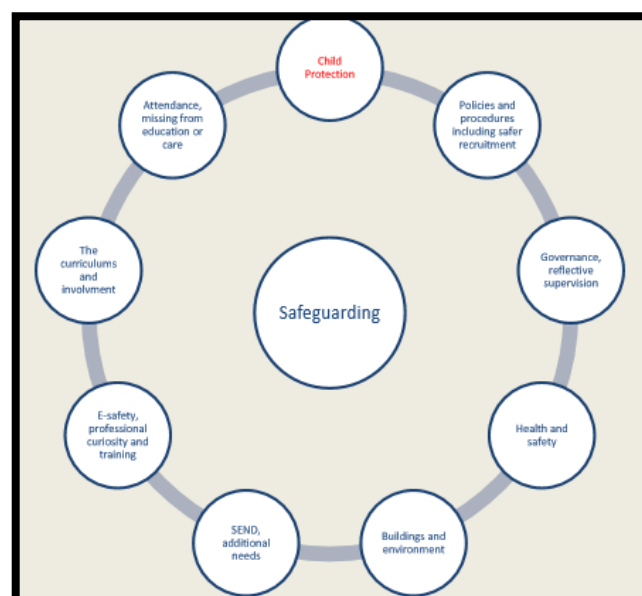 Child
Protection
Policies and
procedures
including safer
recruitment
Governance,
reflective
supervision
Health and
safety
Buildings and
environment
SEND,
additional
needs
E-safety,
professional
curiosity and
training
The
curriculums
and
involvment
Attendance,
missing from
education or
care
Safeguarding